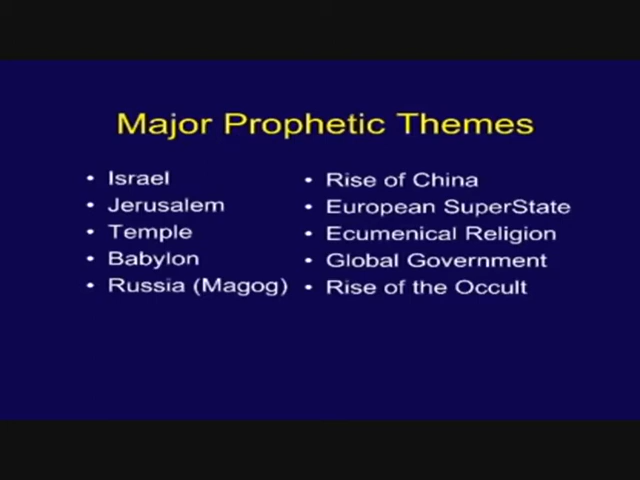 Major Prophetic Themes
• Israel
• Jerusalem
• Temple
• Babylon
• Russia (Magog)
• Rise of China
• European SuperState
• Ecumenical Religion
• Global Government
• Rise of the Occult